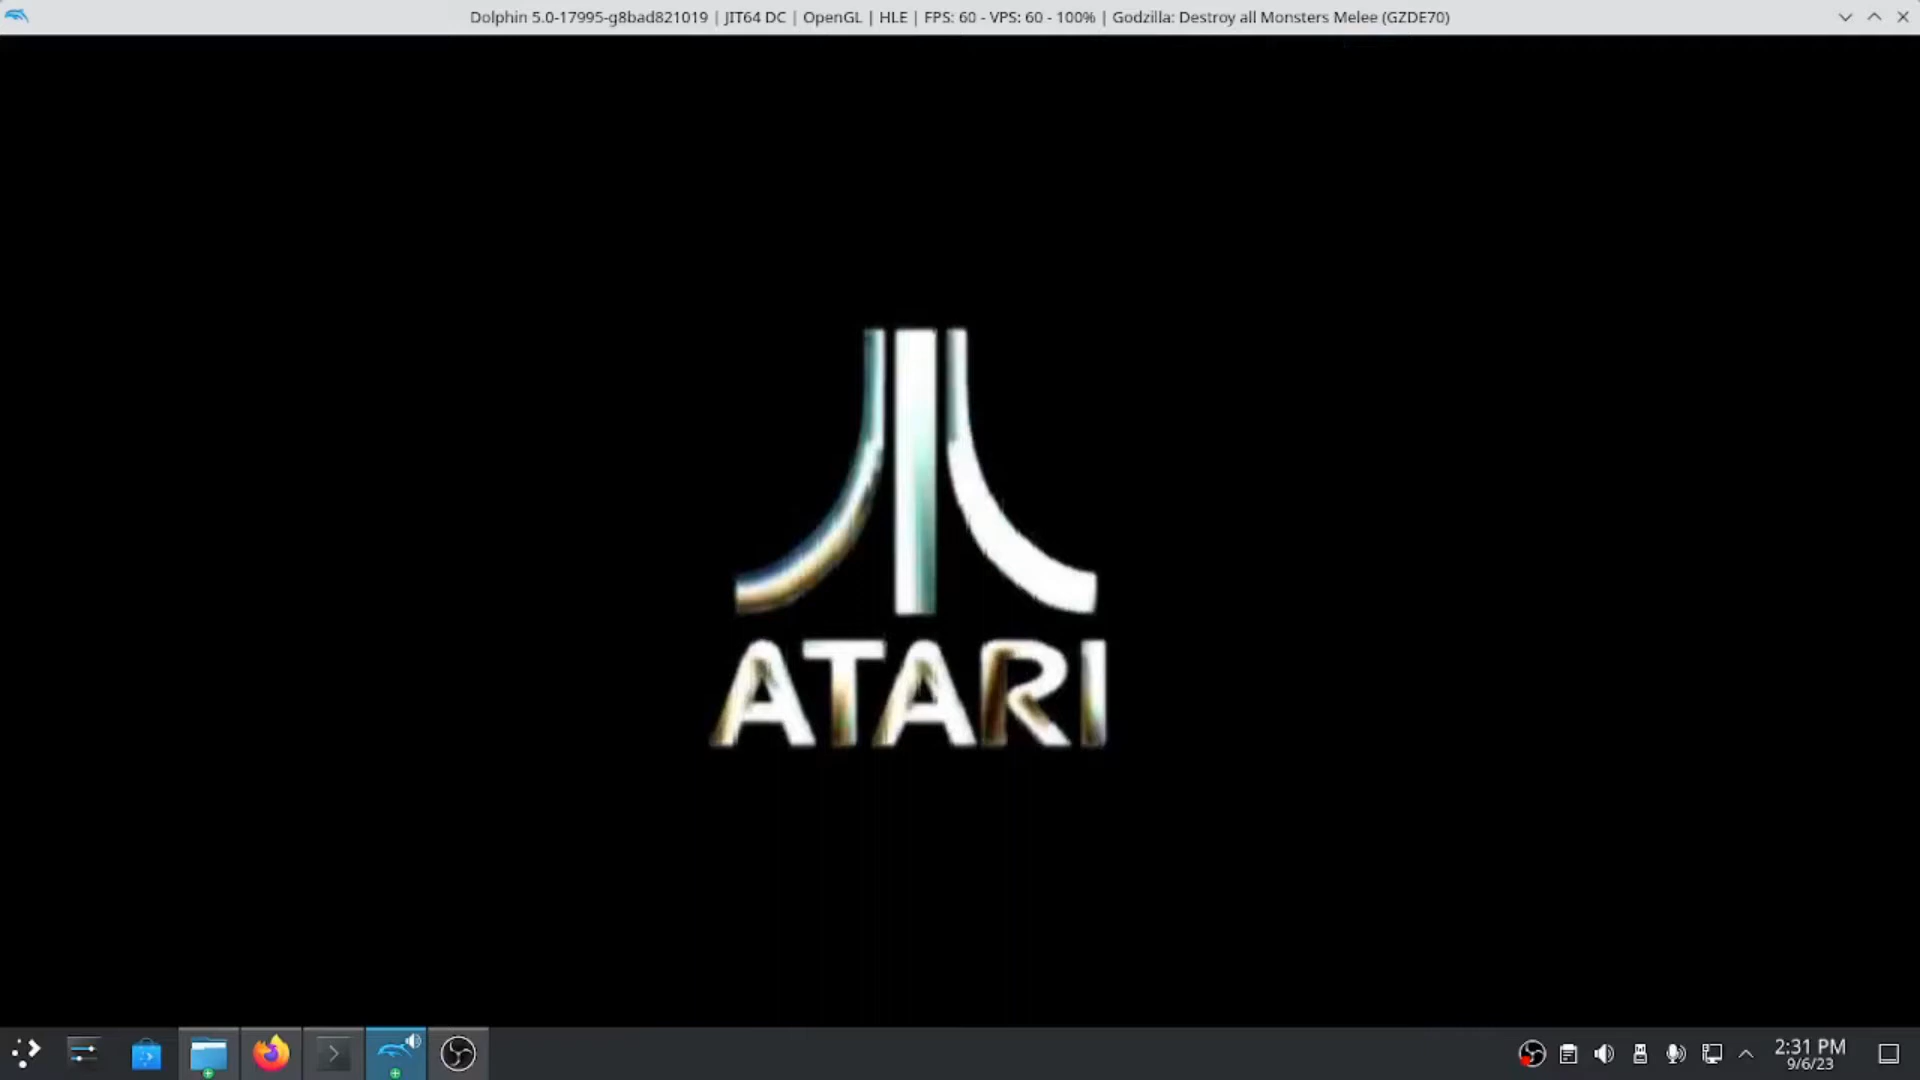 Dolphin 5.0-17995-g8bad821019 | JIT64 DC | OpenGL | HLE | FPS: 60 - VPS: 60 - 100% | Godzilla: Destroy all Monsters Melee (GZDE70)
ATARI
2:31 PM
9/6/23